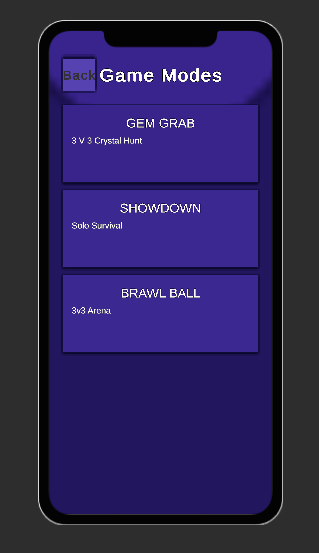 Back Game Modes
GEM GRAB
3 V 3 Crystal Hunt
SHOWDOWN
Solo Survival
BRAWL BALL
3v3 Arena